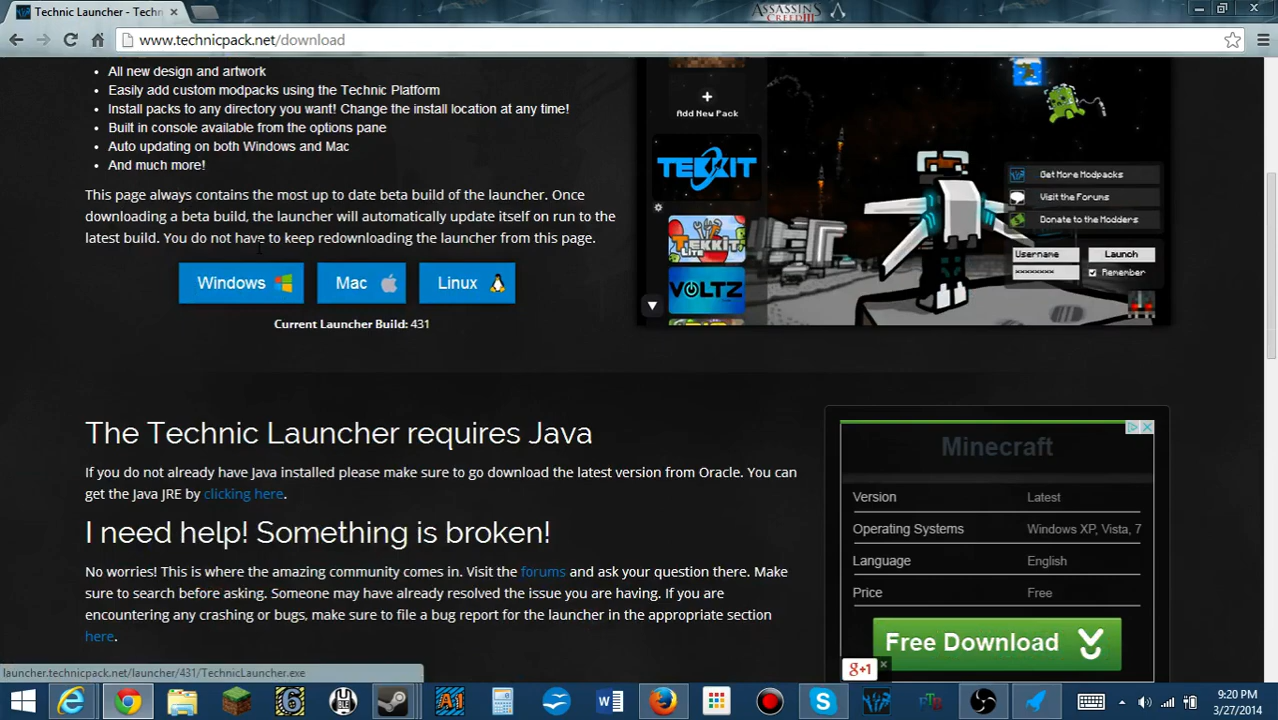 Technic Launcher - Techn
ASSASSIN'S
CREED III
www.technicpack.net/download
All new design and artwork
Easily add custom modpacks using the Technic Platform
Install packs to any directory you want! Change the install location at any time!
Built in console available from the options pane
Auto updating on both Windows and Mac
And much more!
This page always contains the most up to date beta build of the launcher. Once
downloading a beta build, the launcher will automatically update itself on run to the
latest build. You do not have to keep redownloading the launcher from this page.
Windows
Mac
Linux
Current Launcher Build: 431
Add New Pack
TEKKIT
TEKKIT
LITE
VOLTZ
Get More Modpacks
Visit the Forums
Donate to the Modders
Username
Launch
********
Remember
The Technic Launcher requires Java
If you do not already have Java installed please make sure to go download the latest version from Oracle. You can
get the Java JRE by clicking here.
I need help! Something is broken!
No worries! This is where the amazing community comes in. Visit the forums and ask your question there. Make
sure to search before asking. Someone may have already resolved the issue you are having. If you are
encountering any crashing or bugs, make sure to file a bug report for the launcher in the appropriate section
here.
Minecraft
Version Latest
Operating Systems Windows XP, Vista, 7
Language English
Price Free
Free Download
g+1
launcher.technicpack.net/launcher/431/TechnicLauncher.exe
9:20 PM
3/27/2014